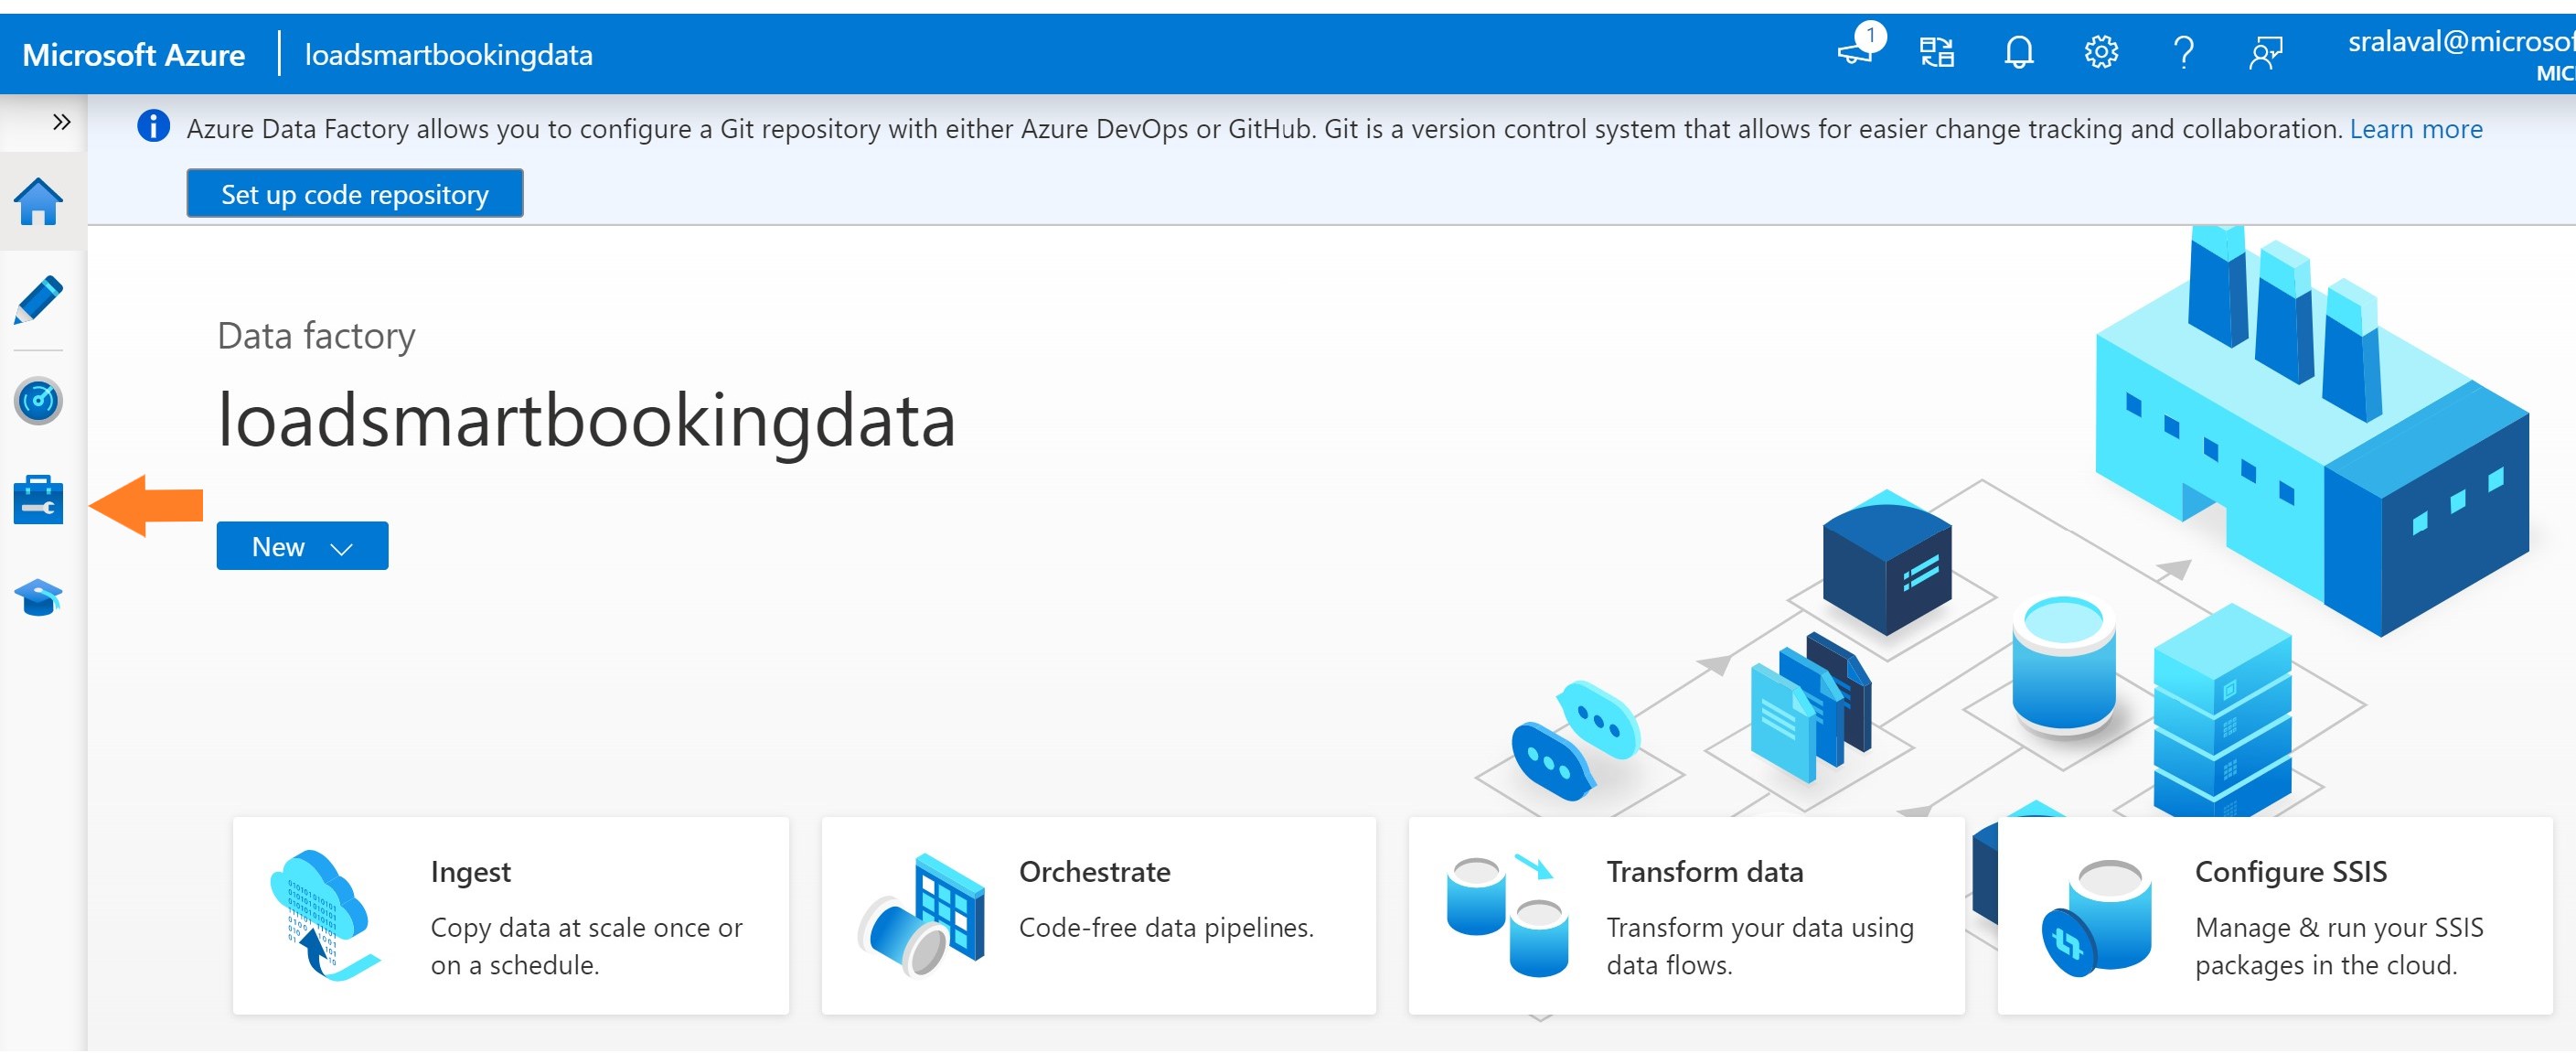 Microsoft Azure
loadsmartbookingdata
1
sralaval@microsof
MIC
Azure Data Factory allows you to configure a Git repository with either Azure DevOps or GitHub. Git is a version control system that allows for easier change tracking and collaboration. Learn more
Set up code repository
Data factory
loadsmartbookingdata
New
Ingest
Copy data at scale once or
on a schedule.
Orchestrate
Code-free data pipelines.
Transform data
Transform your data using
data flows.
Configure SSIS
Manage & run your SSIS
packages in the cloud.